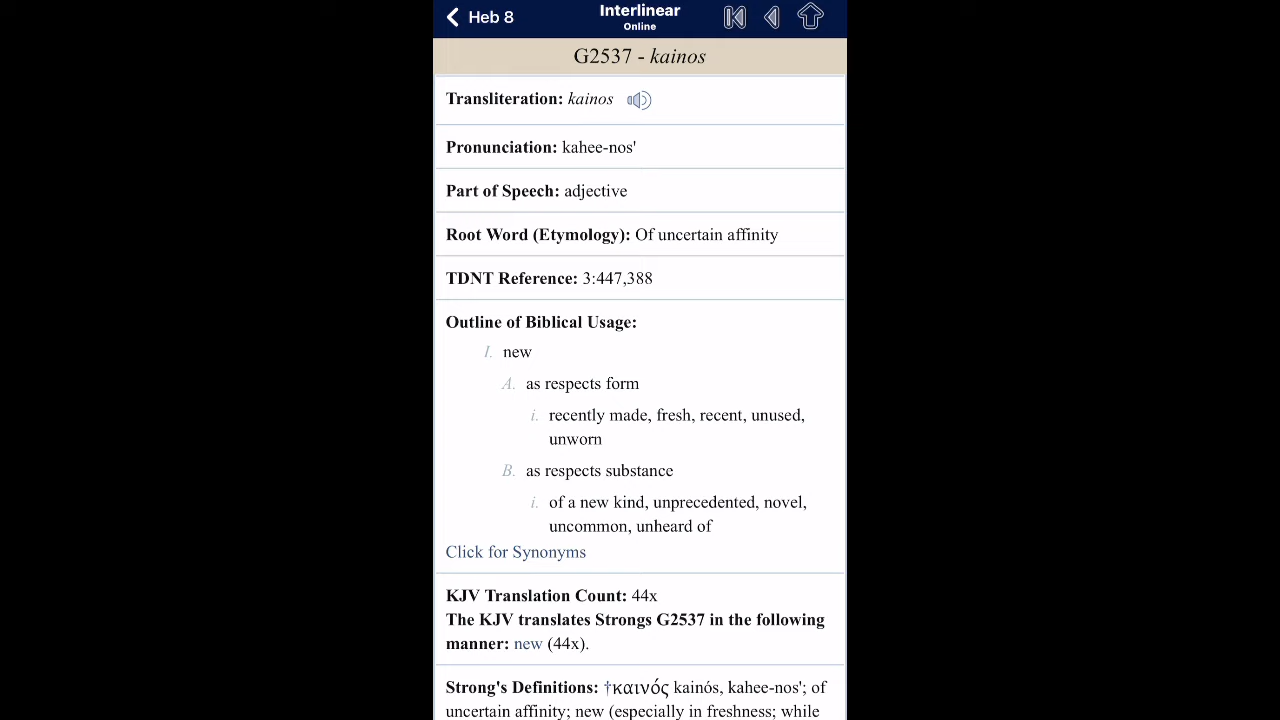 Heb 8
Interlinear
Online
G2537 - kainos
Transliteration: kainos
Pronunciation: kahee-nos'
Part of Speech: adjective
Root Word (Etymology): Of uncertain affinity
TDNT Reference: 3:447,388
Outline of Biblical Usage:
I. new
A. as respects form
i. recently made, fresh, recent, unused,
unworn
B. as respects substance
i. of a new kind, unprecedented, novel,
uncommon, unheard of
Click for Synonyms
KJV Translation Count: 44x
The KJV translates Strongs G2537 in the following
manner: new (44x).
Strong's Definitions: †καινός kainós, kahee-nos'; of
uncertain affinity; new (especially in freshness; while